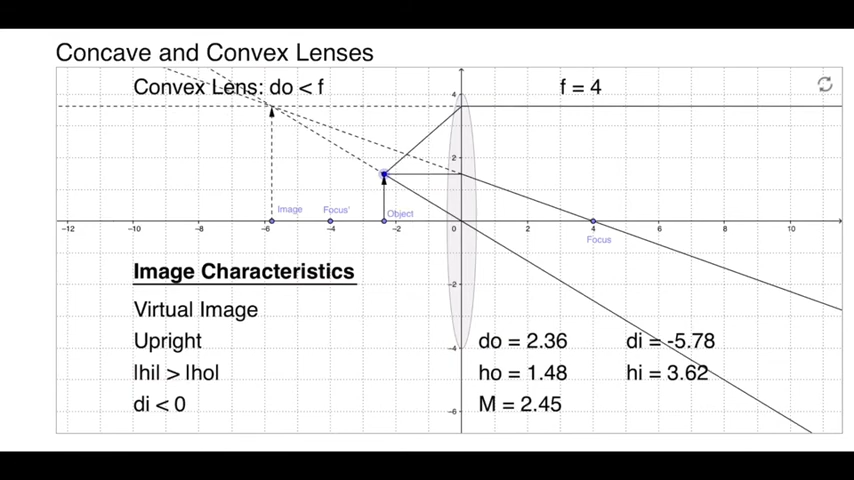 Concave and Convex Lenses
Convex Lens: do < f
f = 4
4
2
Image
Focus'
Object
−12
−10
−8
−6
−4
−2
0
2
4
6
8
10
Focus
−2
−4
−6
Image Characteristics
Virtual Image
Upright
|hi| > |ho|
di < 0
do = 2.36
di = -5.78
ho = 1.48
hi = 3.62
M = 2.45